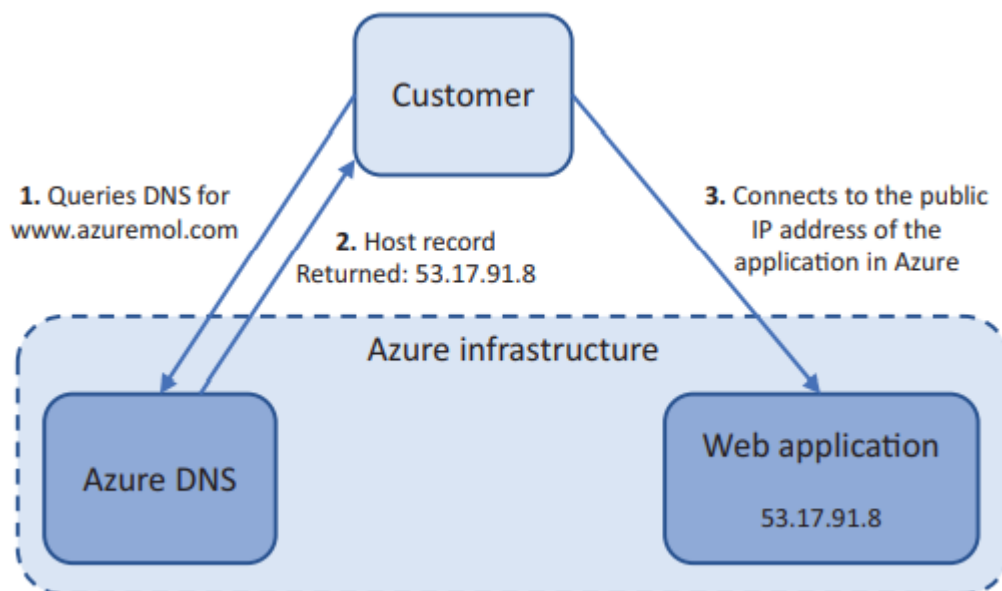 Customer
1. Queries DNS for
www.azuremol.com
2. Host record
Returned: 53.17.91.8
3. Connects to the public
IP address of the
application in Azure
Azure infrastructure
Azure DNS
Web application
53.17.91.8